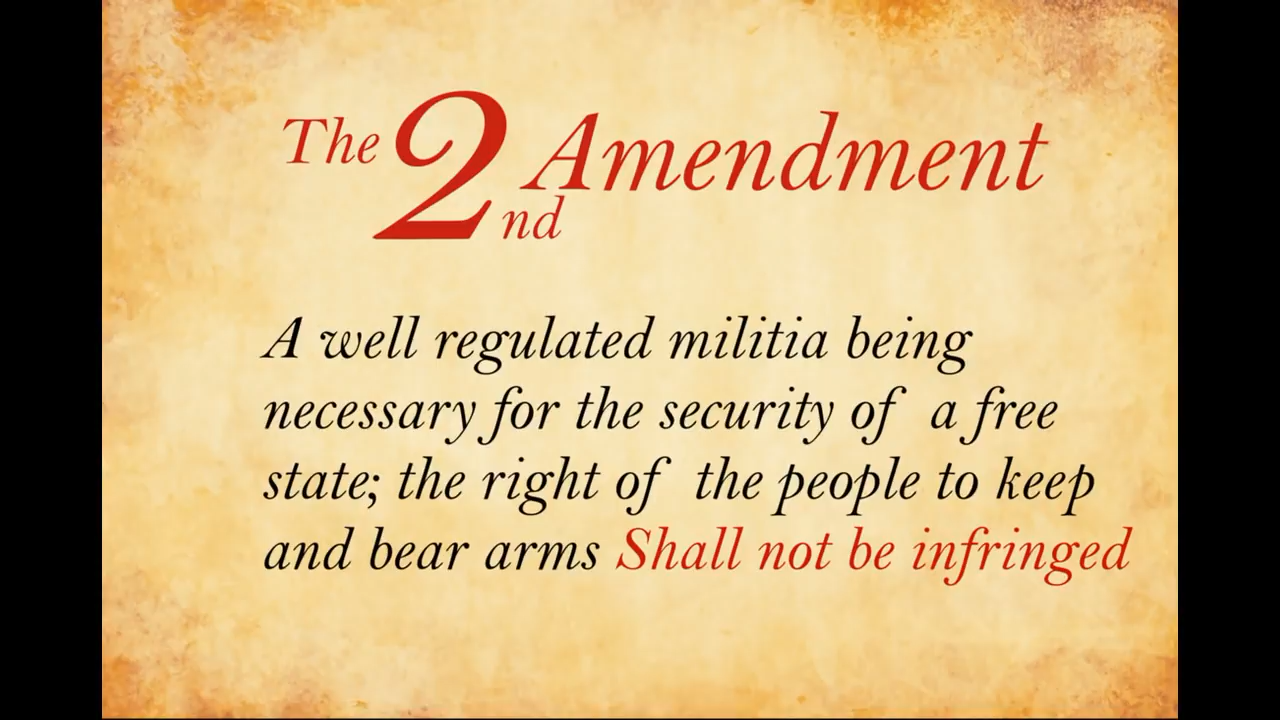 The 2nd Amendment
A well regulated militia being
necessary for the security of a free
state; the right of the people to keep
and bear arms Shall not be infringed